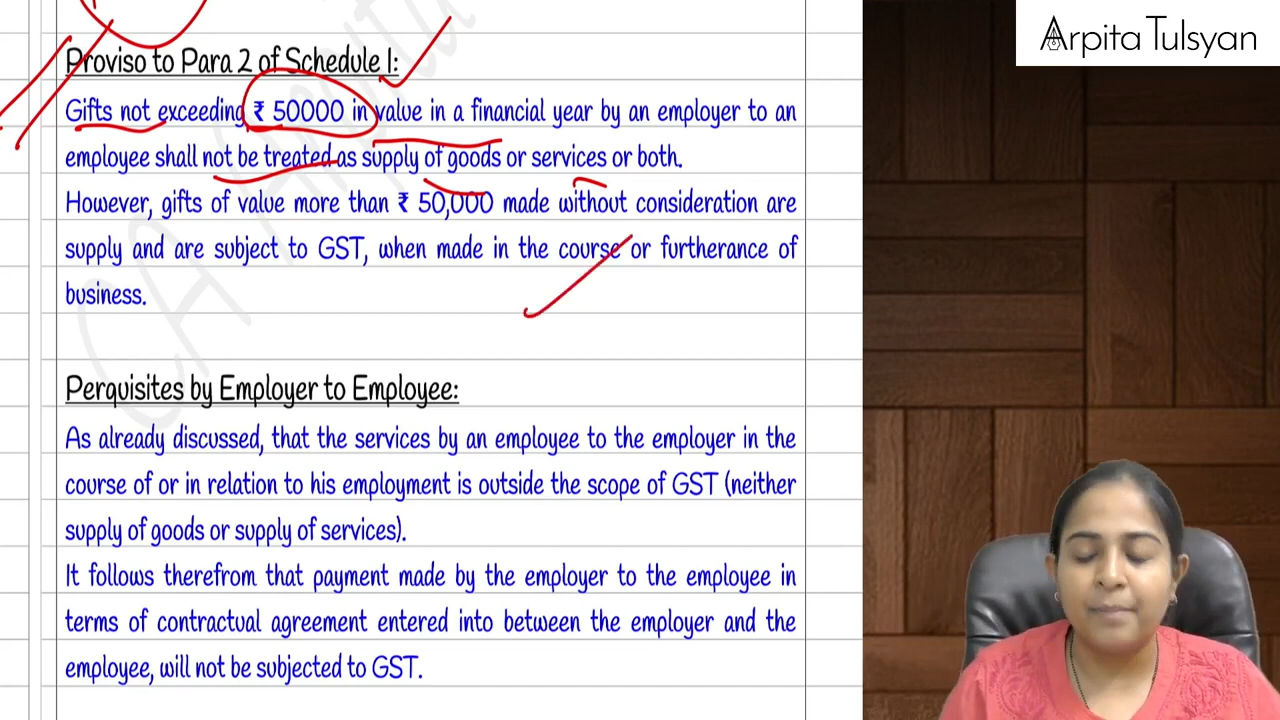 Arpita Tulsyan
Proviso to Para 2 of Schedule I:
Gifts not exceeding ₹ 50000 in value in a financial year by an employer to an
employee shall not be treated as supply of goods or services or both.
However, gifts of value more than ₹ 50,000 made without consideration are
supply and are subject to GST, when made in the course or furtherance of
business.
Perquisites by Employer to Employee:
As already discussed, that the services by an employee to the employer in the
course of or in relation to his employment is outside the scope of GST (neither
supply of goods or supply of services).
It follows therefrom that payment made by the employer to the employee in
terms of contractual agreement entered into between the employer and the
employee, will not be subjected to GST.
CA